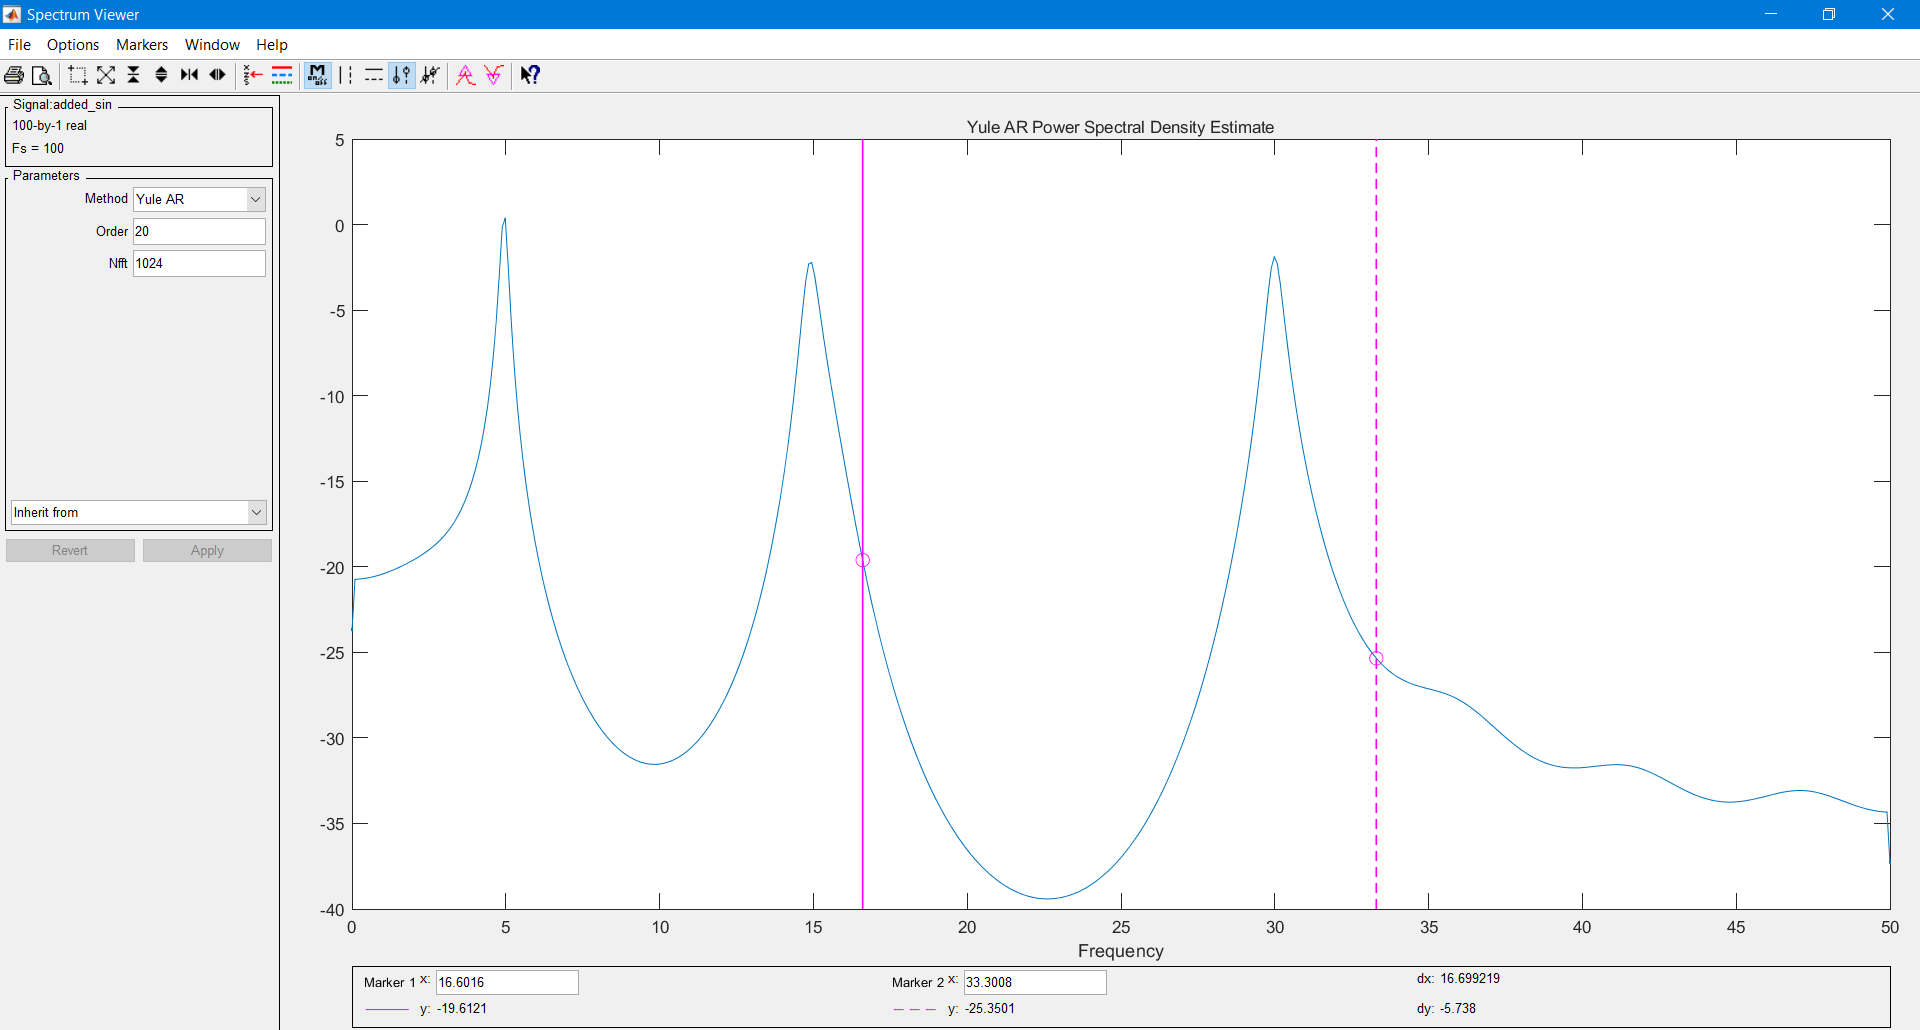 Spectrum Viewer
File Options Markers Window Help
Signal:added_sin
100-by-1 real
Fs = 100
Parameters
Method Yule AR
Order 20
Nfft 1024
Inherit from
Revert Apply
Yule AR Power Spectral Density Estimate
5
0
-5
-10
-15
-20
-25
-30
-35
-40
0 5 10 15 20 25 30 35 40 45 50
Frequency
Marker 1 x: 16.6016 Marker 2 x: 33.3008 dx: 16.699219
y: -19.6121 y: -25.3501 dy: -5.738